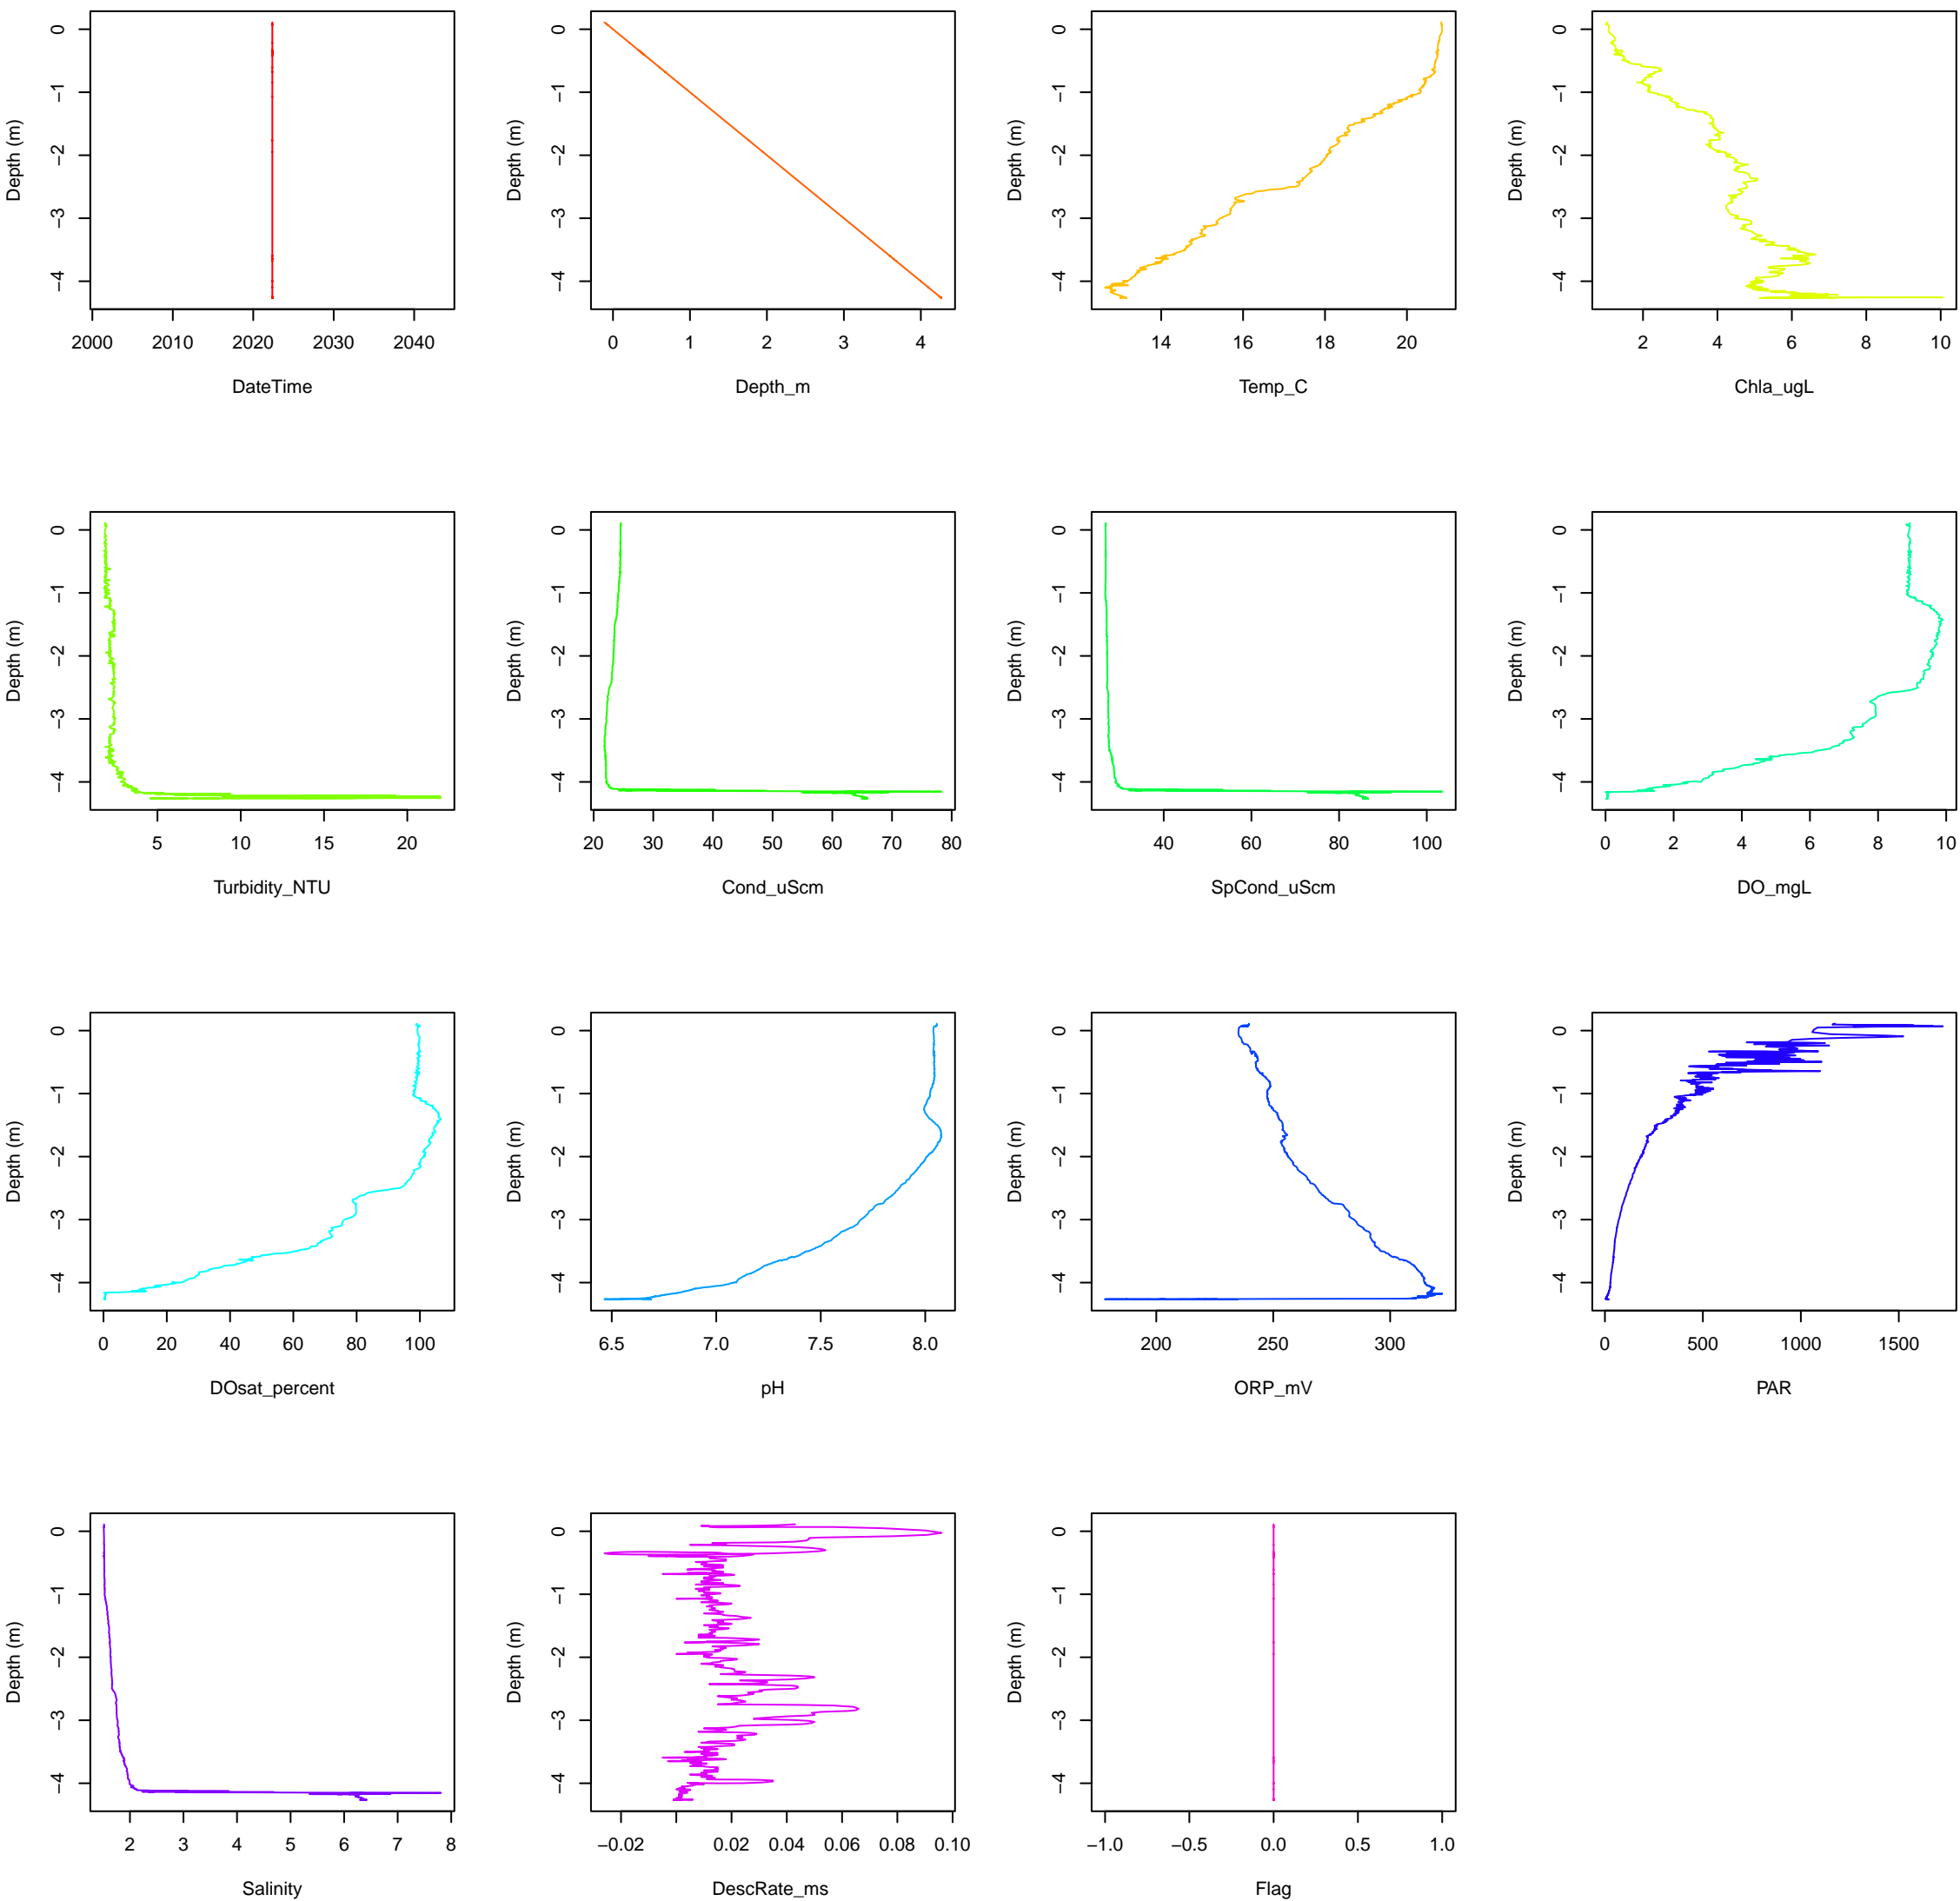 Depth (m)
0
−1
−2
−3
−4
2000 2010 2020 2030 2040
DateTime
Depth (m)
0
−1
−2
−3
−4
0 1 2 3 4
Depth_m
Depth (m)
0
−1
−2
−3
−4
14 16 18 20
Temp_C
Depth (m)
0
−1
−2
−3
−4
2 4 6 8 10
Chla_ugL
Depth (m)
0
−1
−2
−3
−4
5 10 15 20
Turbidity_NTU
Depth (m)
0
−1
−2
−3
−4
20 30 40 50 60 70 80
Cond_uScm
Depth (m)
0
−1
−2
−3
−4
40 60 80 100
SpCond_uScm
Depth (m)
0
−1
−2
−3
−4
0 2 4 6 8 10
DO_mgL
Depth (m)
0
−1
−2
−3
−4
0 20 40 60 80 100
DOsat_percent
Depth (m)
0
−1
−2
−3
−4
6.5 7.0 7.5 8.0
pH
Depth (m)
0
−1
−2
−3
−4
200 250 300
ORP_mV
Depth (m)
0
−1
−2
−3
−4
0 500 1000 1500
PAR
Depth (m)
0
−1
−2
−3
−4
2 3 4 5 6 7 8
Salinity
Depth (m)
0
−1
−2
−3
−4
−0.02 0.02 0.04 0.06 0.08 0.10
DescRate_ms
Depth (m)
0
−1
−2
−3
−4
−1.0 −0.5 0.0 0.5 1.0
Flag